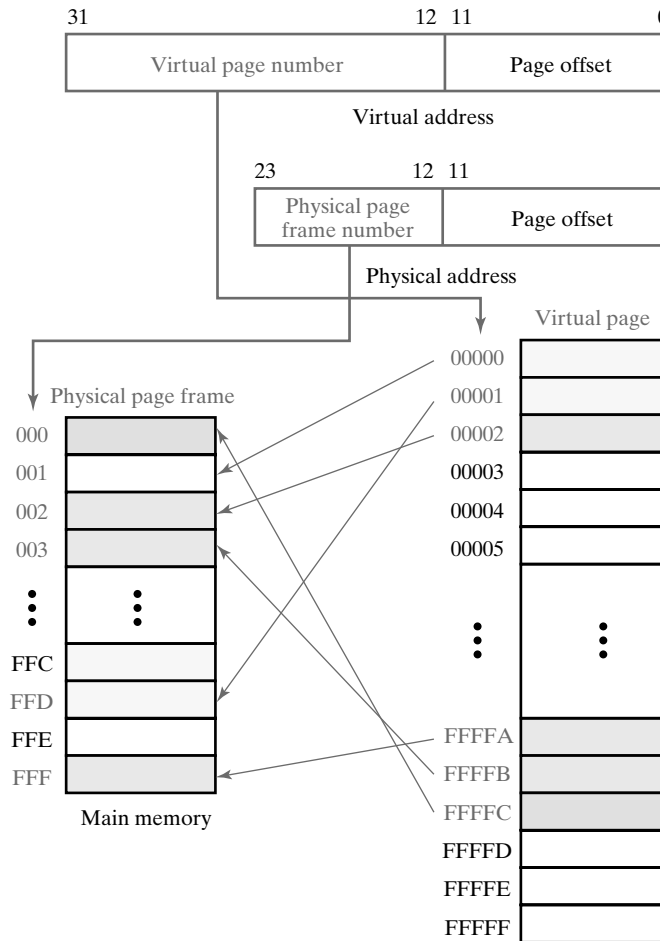 31 12 11
Virtual page number Page offset
Virtual address
23 12 11
Physical page
frame number
Page offset
Physical address
Virtual page
00000
00001
00002
00003
00004
00005
FFFFA
FFFFB
FFFFC
FFFFD
FFFFE
FFFFF
Physical page frame
000
001
002
003
FFC
FFD
FFE
FFF
Main memory